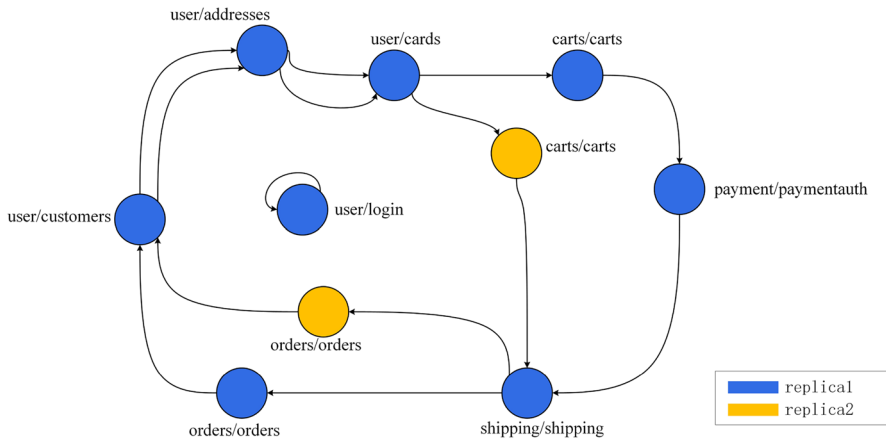 user/addresses
user/cards
carts/carts
carts/carts
payment/paymentauth
user/customers
user/login
orders/orders
orders/orders
shipping/shipping
replica1
replica2